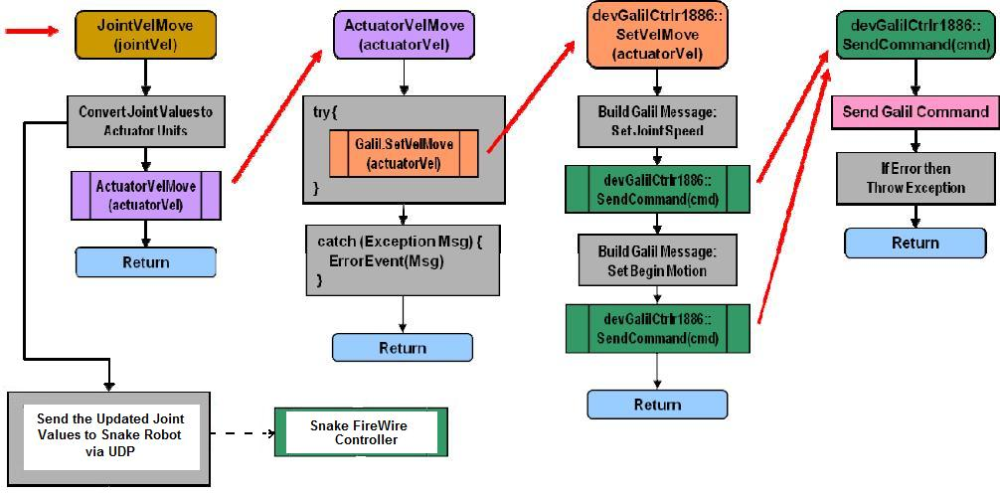 JointVelMove
(jointVel)
Convert Joint Values to
Actuator Units
ActuatorVelMove
(actuatorVel)
Return
Send the Updated Joint
Values to Snake Robot
via UDP
Snake FireWire
Controller
ActuatorVelMove
(actuatorVel)
try{
Galil.SetVelMove
(actuatorVel)
}
catch (Exception Msg) {
ErrorEvent(Msg)
}
Return
devGalilCtrlr1886::
SetVelMove
(actuatorVel)
Build Galil Message:
Set Joint Speed
devGalilCtrlr1886::
SendCommand(cmd)
Build Galil Message:
Set Begin Motion
devGalilCtrlr1886::
SendCommand(cmd)
Return
devGalilCtrlr1886::
SendCommand(cmd)
Send Galil Command
If Error then
Throw Exception
Return